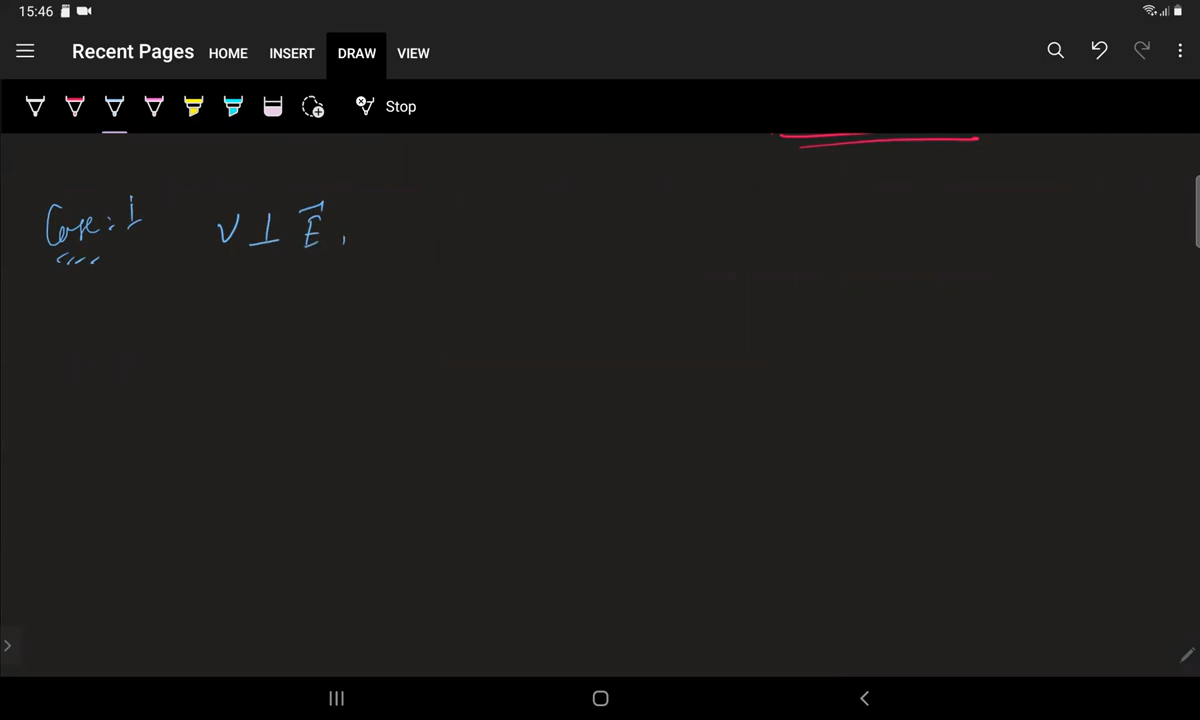 15:46
Recent Pages HOME INSERT DRAW VIEW
Stop
Case: 1 V ⊥ E⃗,